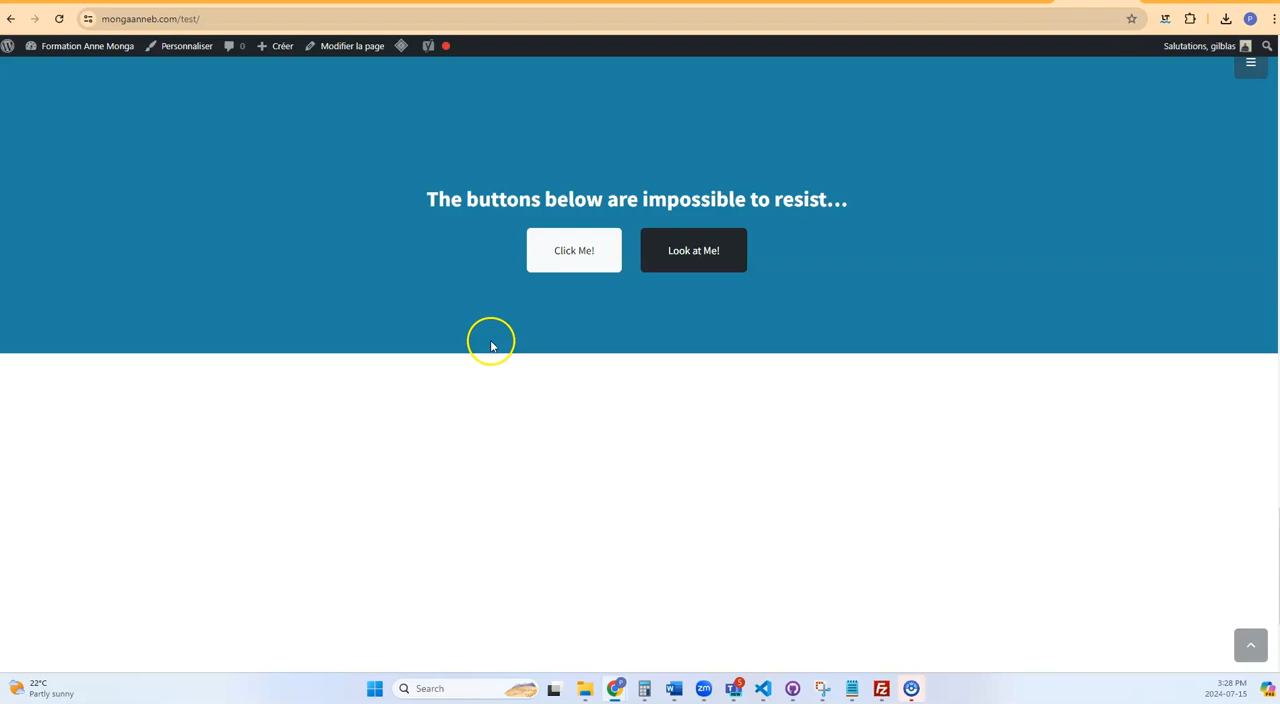 mongaanneb.com/test/
Formation Anne Monga Personnaliser 0 Créer Modifier la page Salutations, gilblas
The buttons below are impossible to resist...
Click Me! Look at Me!
22°C
Partly sunny
Search
5
3:28 PM
2024-07-15